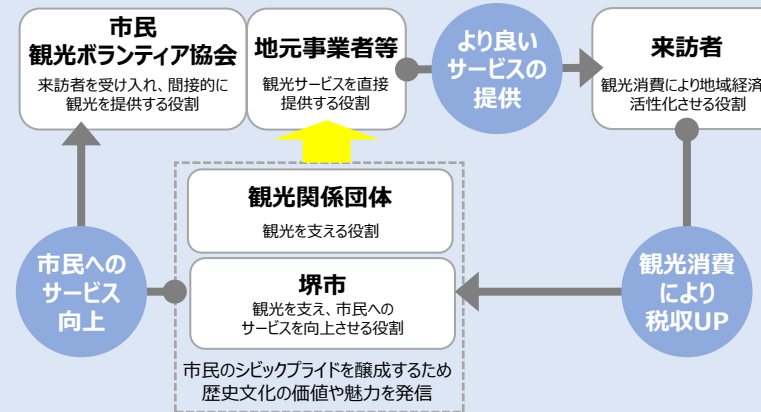 市民
観光ボランティア協会
来訪者を受け入れ、間接的に
観光を提供する役割
地元事業者等
観光サービスを直接
提供する役割
より良い
サービスの
提供
来訪者
観光消費により地域経済
活性化させる役割
観光関係団体
観光を支える役割
堺市
観光を支え、市民への
サービスを向上させる役割
市民のシビックプライドを醸成するため
歴史文化の価値や魅力を発信
市民への
サービス
向上
観光消費
により
税収UP